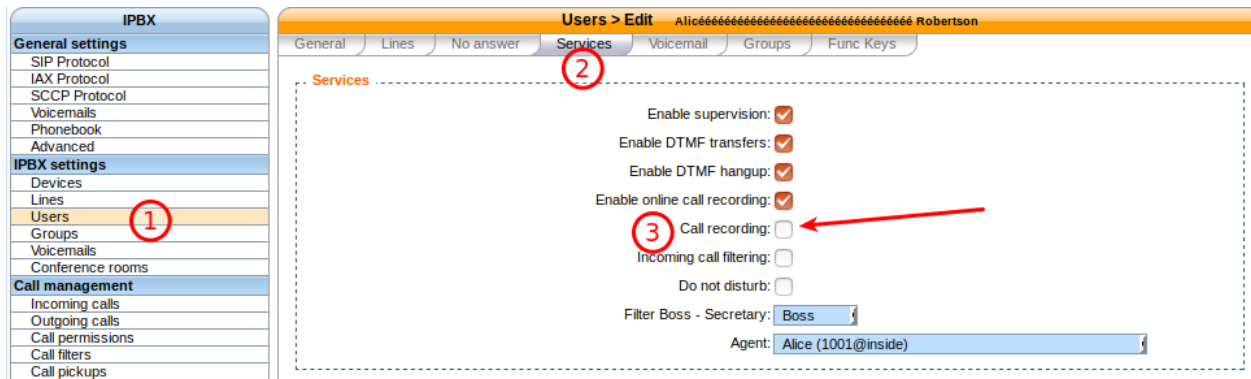 IPBX
General settings
SIP Protocol
IAX Protocol
SCCP Protocol
Voicemails
Phonebook
Advanced
IPBX settings
Devices
Lines
Users
1
Groups
Voicemails
Conference rooms
Call management
Incoming calls
Outgoing calls
Call permissions
Call filters
Call pickups
Users > Edit Alicéééééééééééééééééééééééééééééééé Robertson
General Lines No answer Services Voicemail Groups Func Keys
2
Services
Enable supervision:
Enable DTMF transfers:
Enable DTMF hangup:
Enable online call recording:
3 Call recording:
Incoming call filtering:
Do not disturb:
Filter Boss - Secretary: Boss
Agent: Alice (1001@inside)